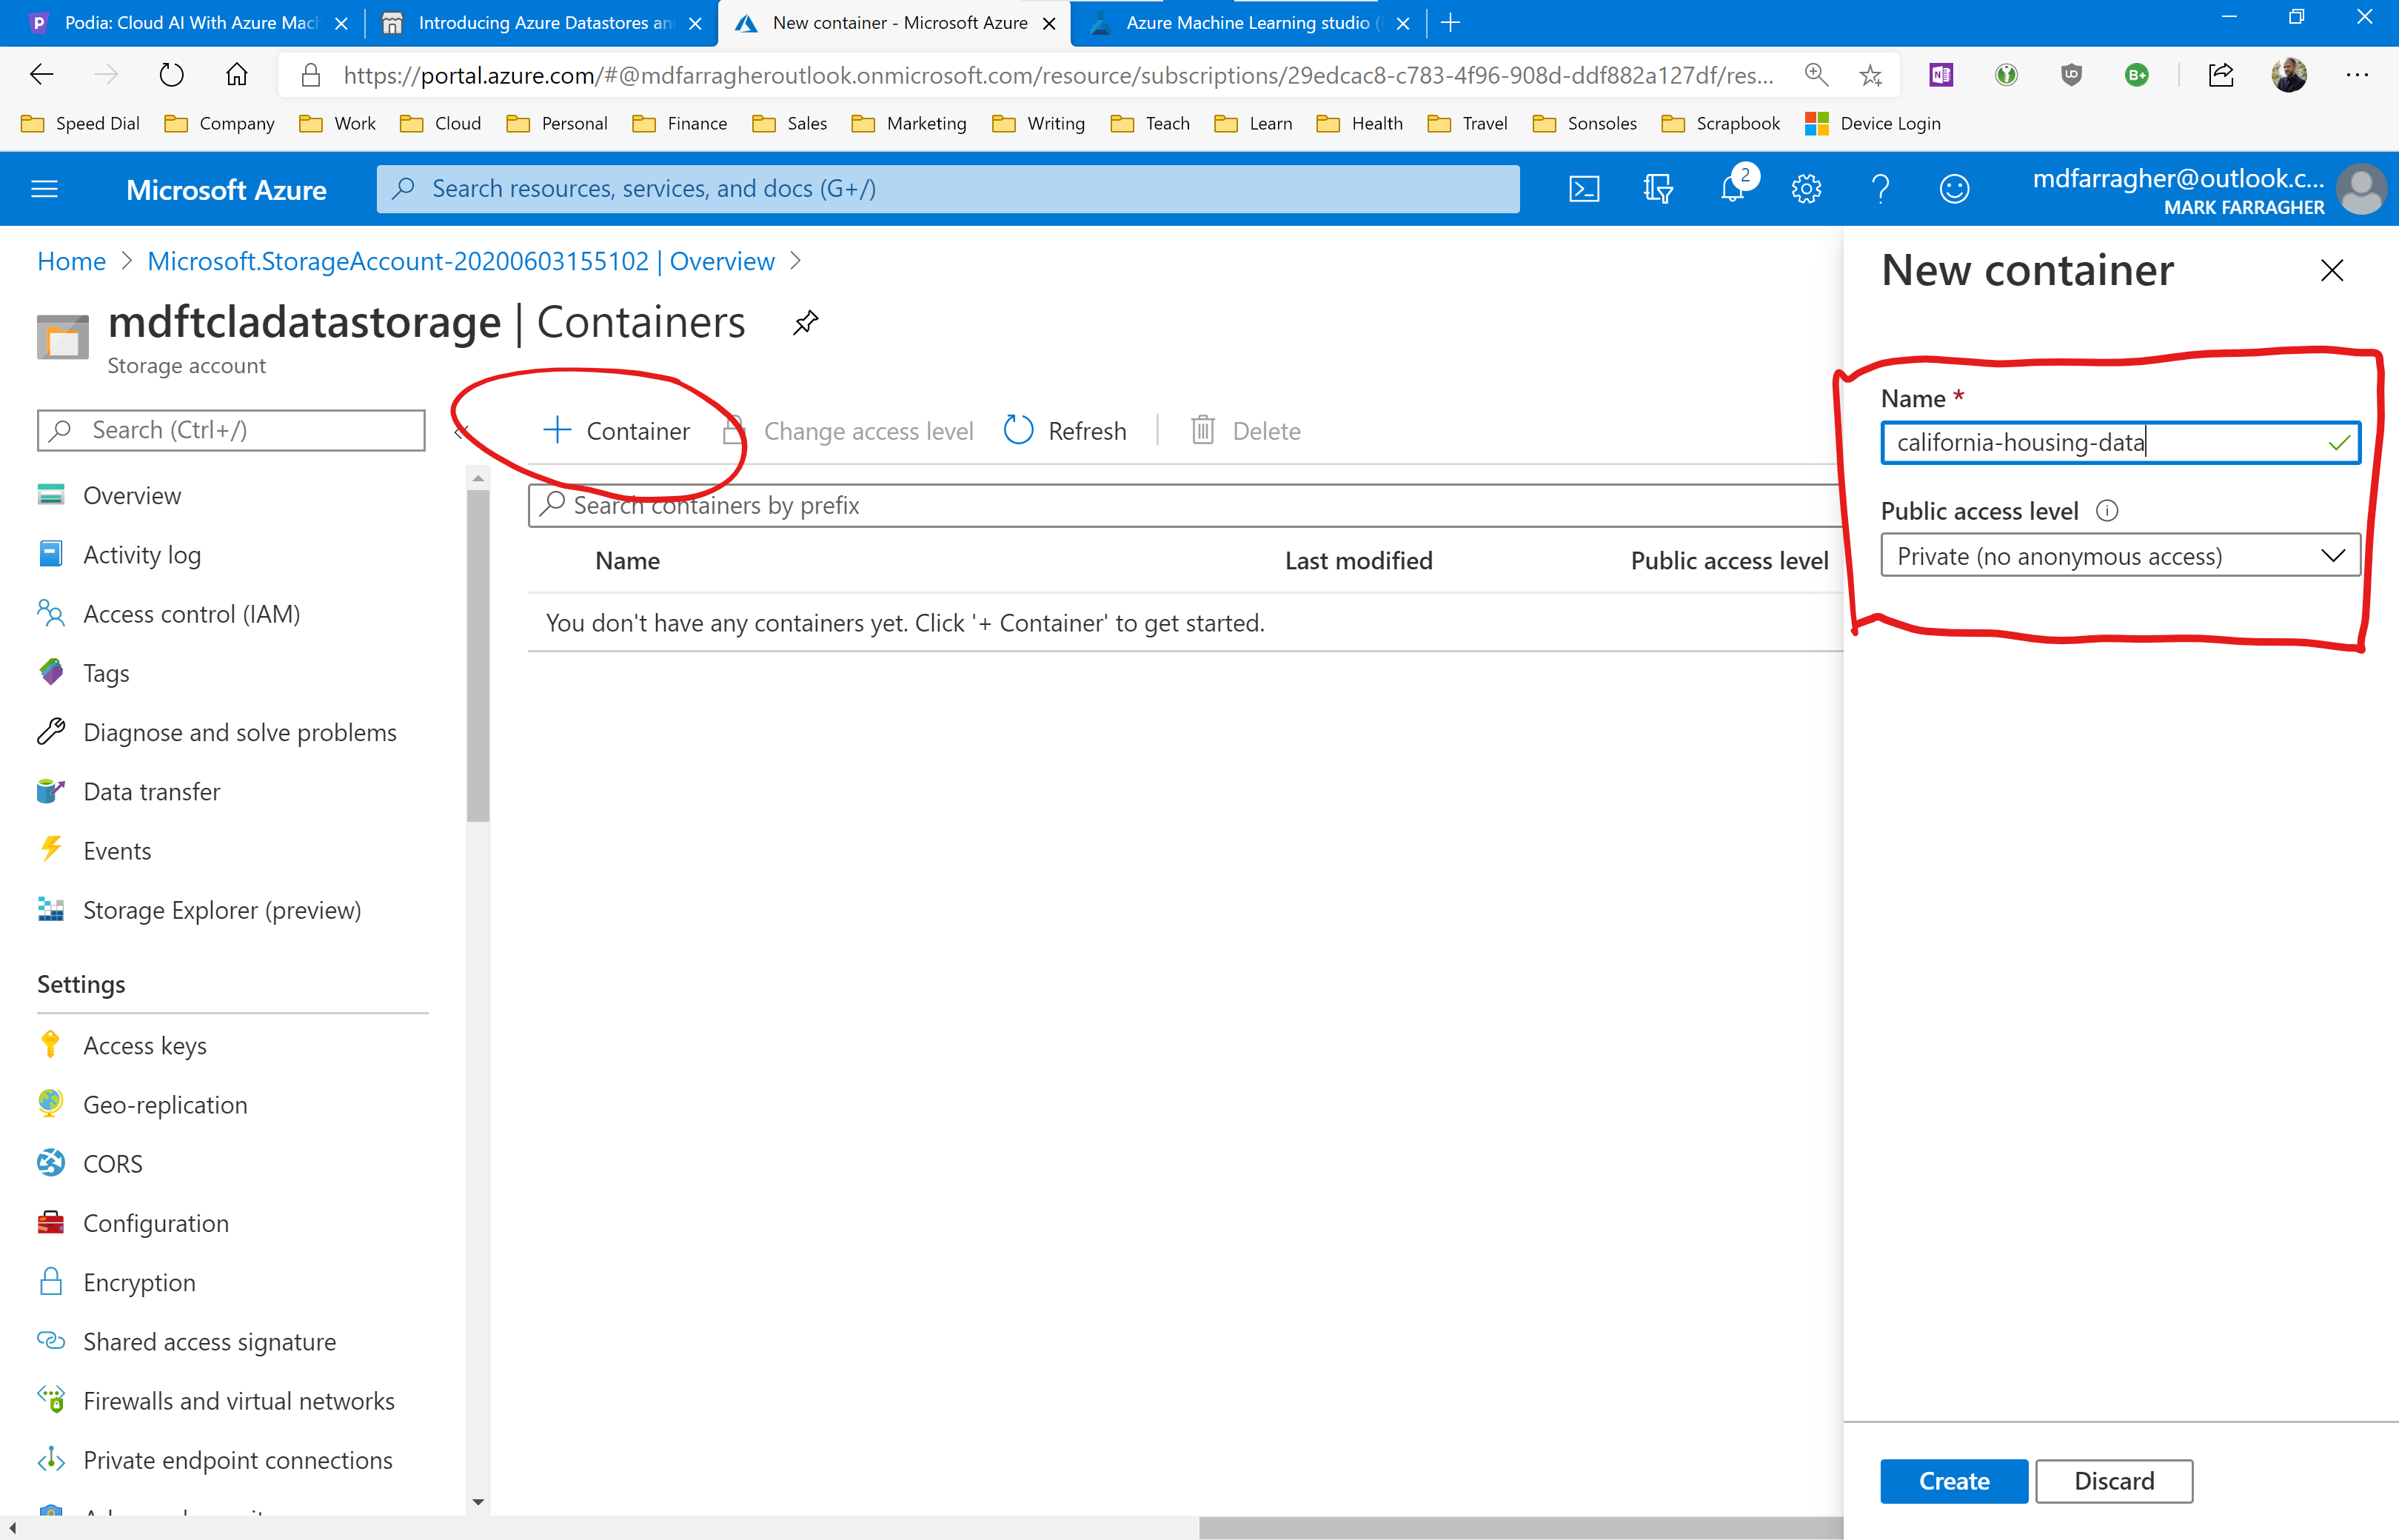 Podia: Cloud AI With Azure Mach
Introducing Azure Datastores an
New container - Microsoft Azure
Azure Machine Learning studio (
https://portal.azure.com/#@mdfarragheroutlook.onmicrosoft.com/resource/subscriptions/29edcac8-c783-4f96-908d-ddf882a127df/res...
Speed Dial Company Work Cloud Personal Finance Sales Marketing Writing Teach Learn Health Travel Sonsoles Scrapbook Device Login
Microsoft Azure
Search resources, services, and docs (G+/)
2
mdfarragher@outlook.c...
MARK FARRAGHER
Home > Microsoft.StorageAccount-20200603155102 | Overview >
mdftcladatastorage | Containers
Storage account
Search (Ctrl+/)
«
Overview
Activity log
Access control (IAM)
Tags
Diagnose and solve problems
Data transfer
Events
Storage Explorer (preview)
Settings
Access keys
Geo-replication
CORS
Configuration
Encryption
Shared access signature
Firewalls and virtual networks
Private endpoint connections
+ Container Change access level Refresh Delete
Search containers by prefix
Name Last modified Public access level
You don't have any containers yet. Click '+ Container' to get started.
New container
Name *
california-housing-data
Public access level
Private (no anonymous access)
Create Discard